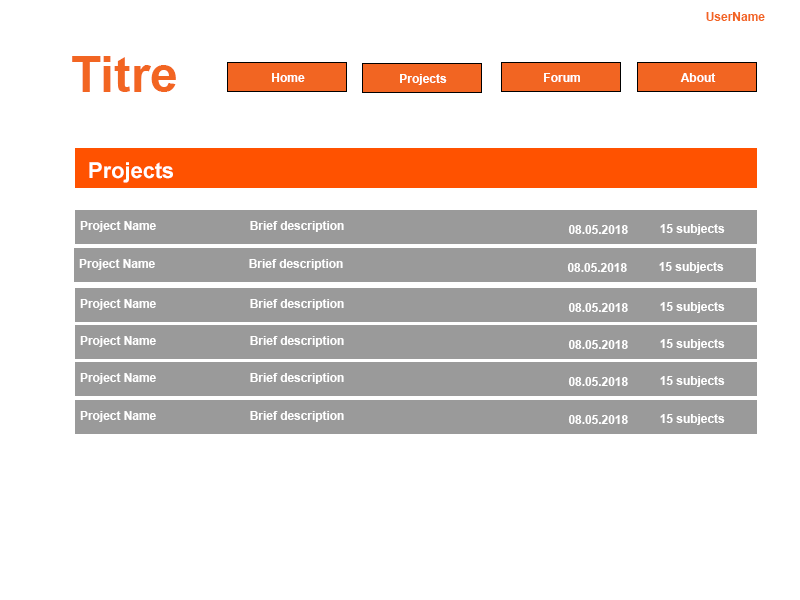 UserName
Titre
Home Projects Forum About
Projects
Project Name Brief description 08.05.2018 15 subjects
Project Name Brief description 08.05.2018 15 subjects
Project Name Brief description 08.05.2018 15 subjects
Project Name Brief description 08.05.2018 15 subjects
Project Name Brief description 08.05.2018 15 subjects
Project Name Brief description 08.05.2018 15 subjects